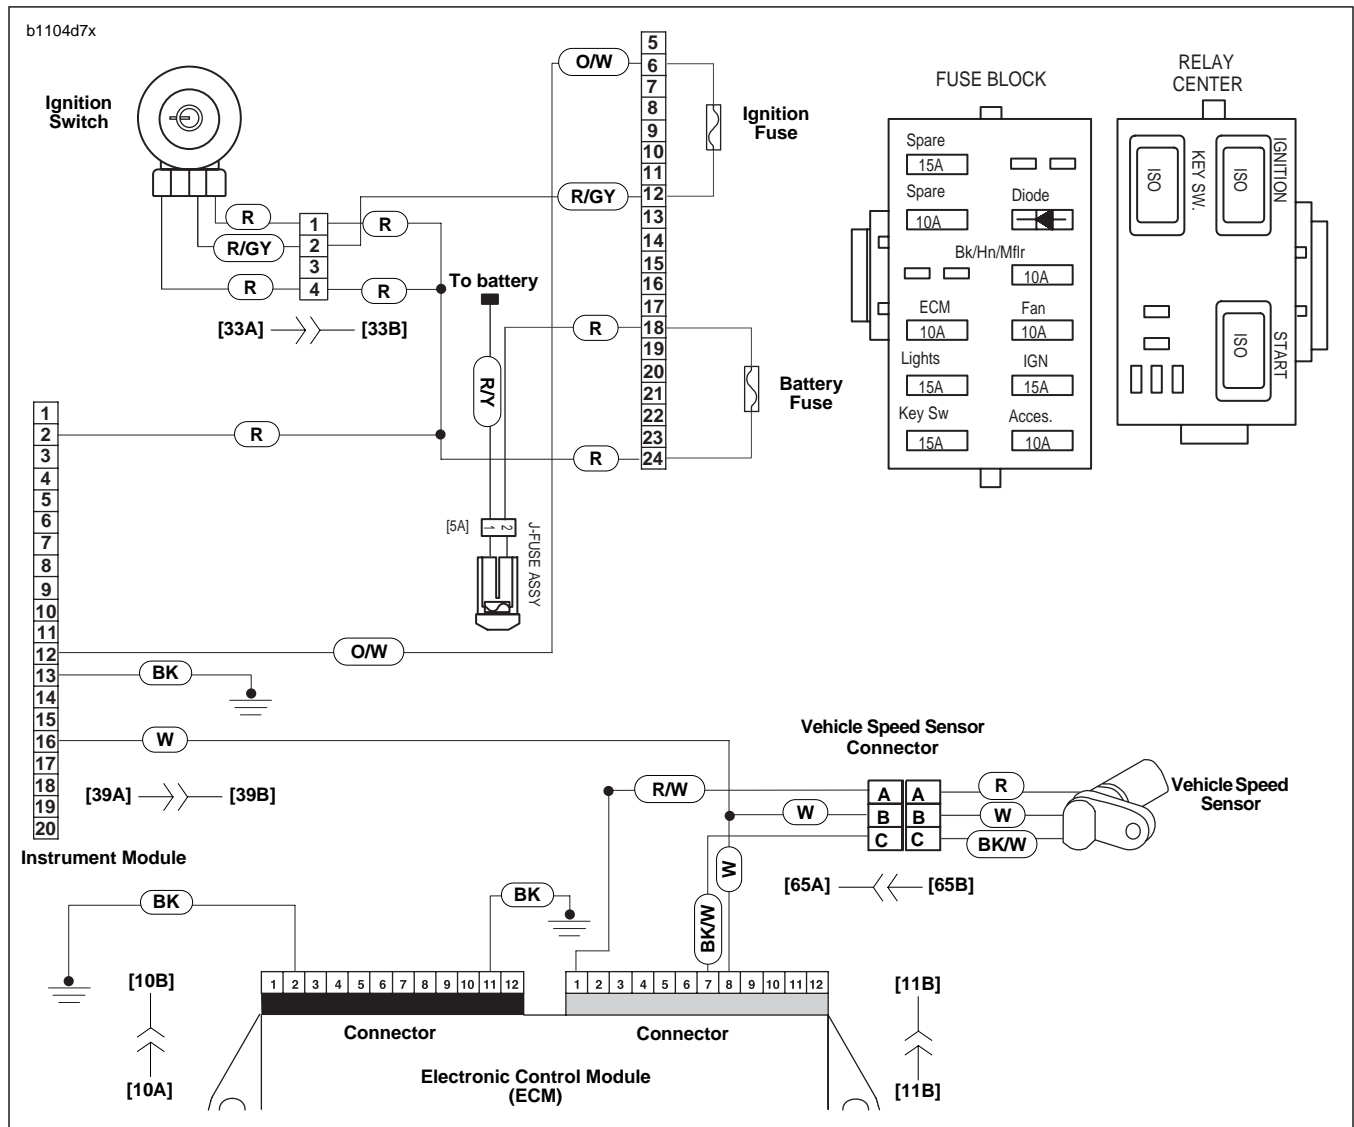 b1104d7x
Ignition
Switch
R
R/GY
R
1
2
3
4
R
R
[33A]
[33B]
To battery
R/Y
[5A]
1
2
J-FUSE ASSY
O/W
R/GY
R
R
5
6
7
8
9
10
11
12
13
14
15
16
17
18
19
20
21
22
23
24
Ignition
Fuse
Battery
Fuse
FUSE BLOCK
Spare
15A
Spare
10A
Diode
Bk/Hn/Mflr
10A
ECM
10A
Fan
10A
Lights
15A
IGN
15A
Key Sw
15A
Acces.
10A
RELAY
CENTER
ISO
KEY SW.
ISO
IGNITION
ISO
START
1
2
3
4
5
6
7
8
9
10
11
12
13
14
15
16
17
18
19
20
R
O/W
BK
W
[39A]
[39B]
Instrument Module
Vehicle Speed Sensor
Connector
R/W
W
W
BK/W
A A
B B
C C
R
W
BK/W
Vehicle Speed
Sensor
[65A]
[65B]
BK
BK
[10B]
[10A]
1 2 3 4 5 6 7 8 9 10 11 12
Connector
1 2 3 4 5 6 7 8 9 10 11 12
Connector
Electronic Control Module
(ECM)
[11B]
[11B]